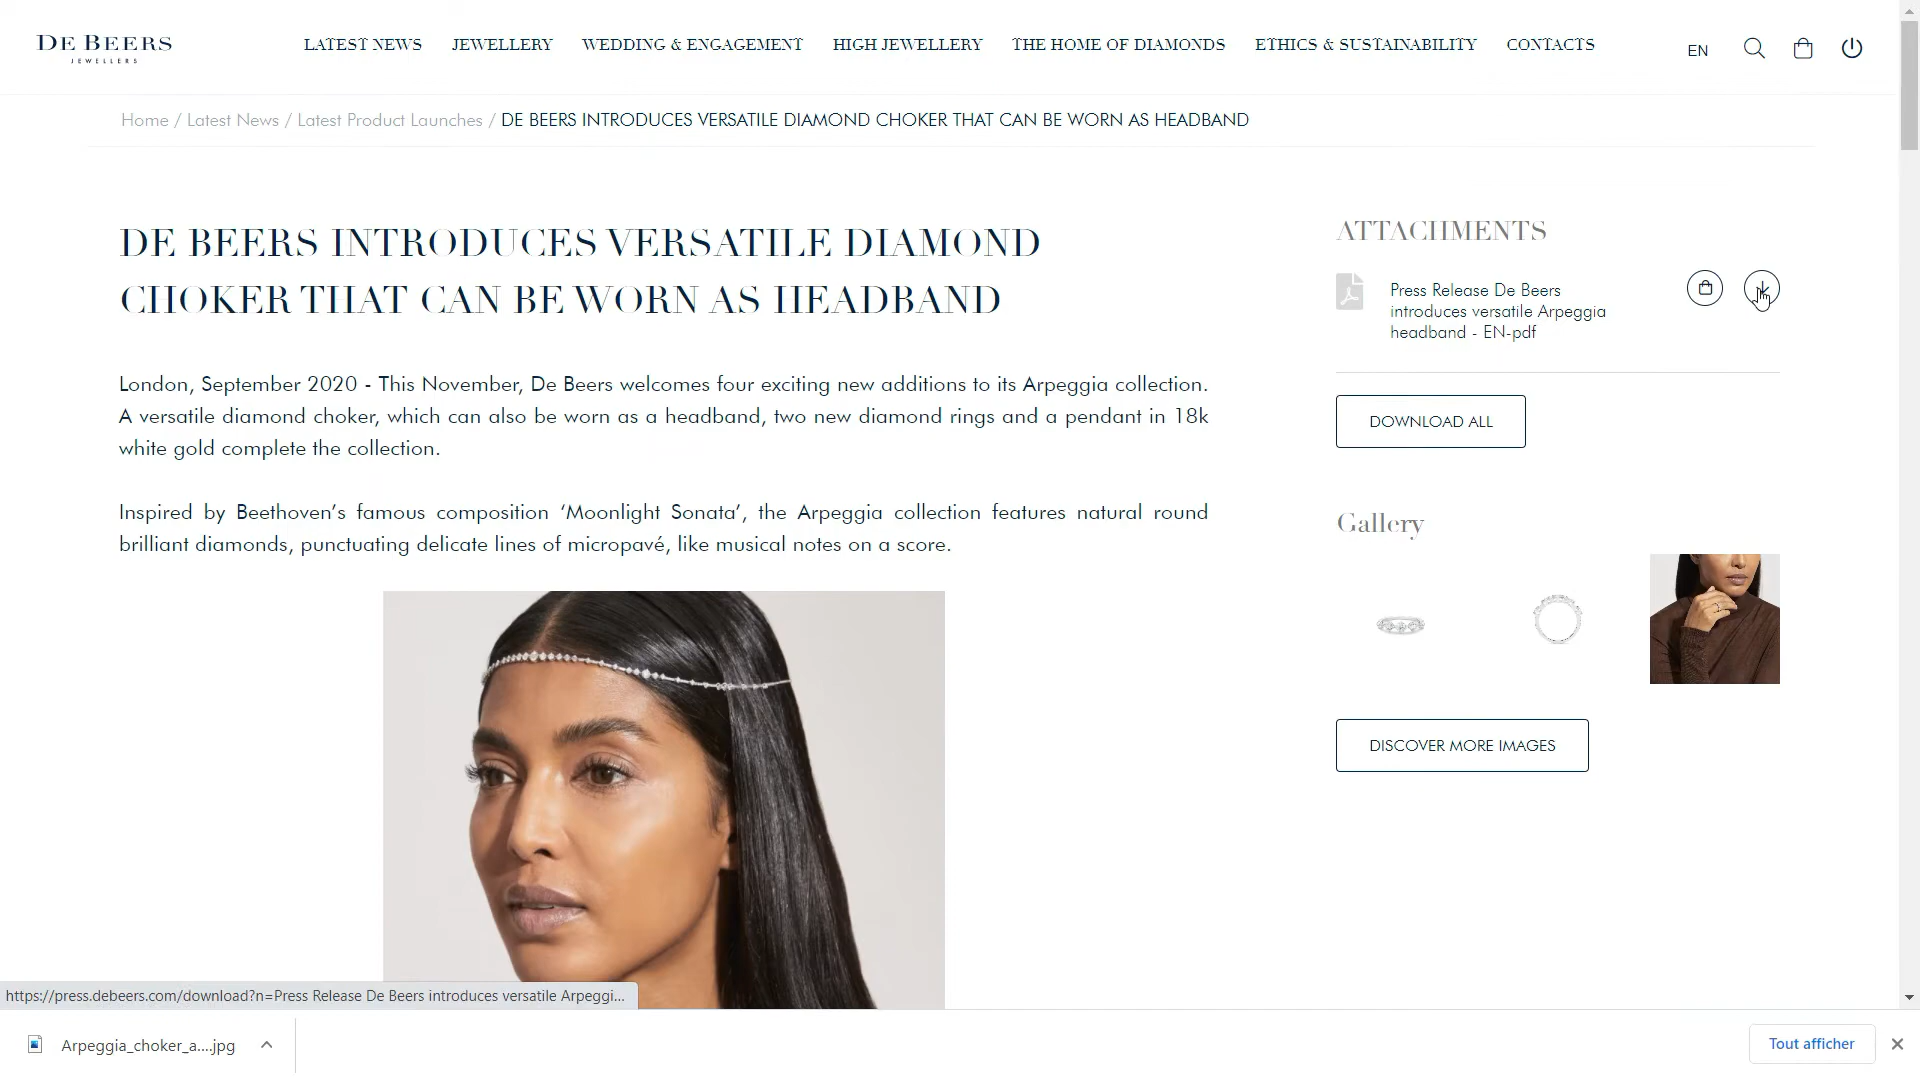 DE BEERS
JEWELLERS
LATEST NEWS JEWELLERY WEDDING & ENGAGEMENT HIGH JEWELLERY THE HOME OF DIAMONDS ETHICS & SUSTAINABILITY CONTACTS EN
Home / Latest News / Latest Product Launches / DE BEERS INTRODUCES VERSATILE DIAMOND CHOKER THAT CAN BE WORN AS HEADBAND
DE BEERS INTRODUCES VERSATILE DIAMOND
CHOKER THAT CAN BE WORN AS HEADBAND
London, September 2020 - This November, De Beers welcomes four exciting new additions to its Arpeggia collection.
A versatile diamond choker, which can also be worn as a headband, two new diamond rings and a pendant in 18k
white gold complete the collection.
Inspired by Beethoven's famous composition ‘Moonlight Sonata’, the Arpeggia collection features natural round
brilliant diamonds, punctuating delicate lines of micropavé, like musical notes on a score.
ATTACHMENTS
Press Release De Beers
introduces versatile Arpeggia
headband - EN-pdf
DOWNLOAD ALL
Gallery
DISCOVER MORE IMAGES
https://press.debeers.com/download?n=Press Release De Beers introduces versatile Arpeggi...
Arpeggia_choker_a....jpg
Tout afficher